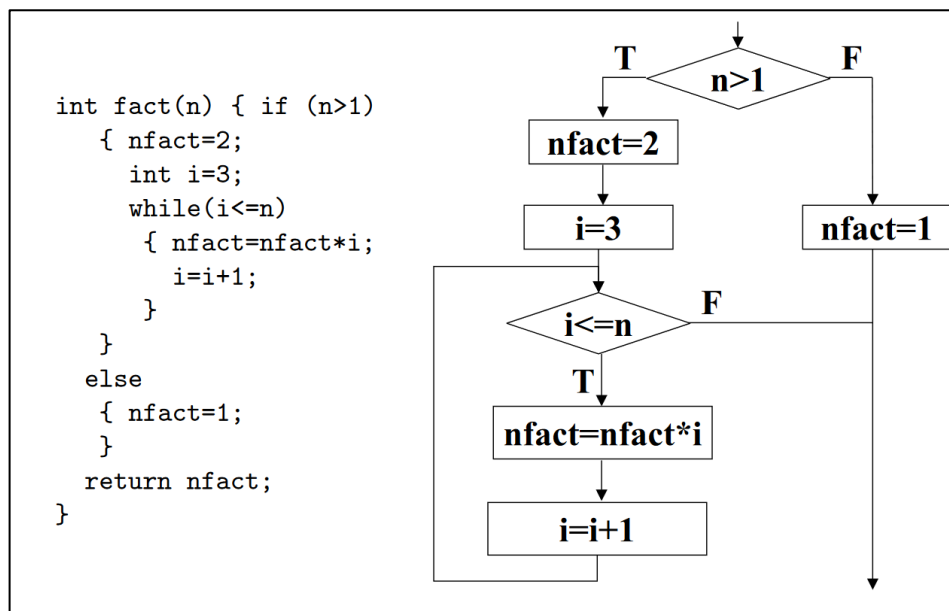 int fact(n) { if (n>1)
{ nfact=2;
int i=3;
while(i<=n)
{ nfact=nfact*i;
i=i+1;
}
}
else
{ nfact=1;
}
return nfact;
}
T
F
n>1
nfact=2
i=3
nfact=1
i<=n
F
T
nfact=nfact*i
i=i+1